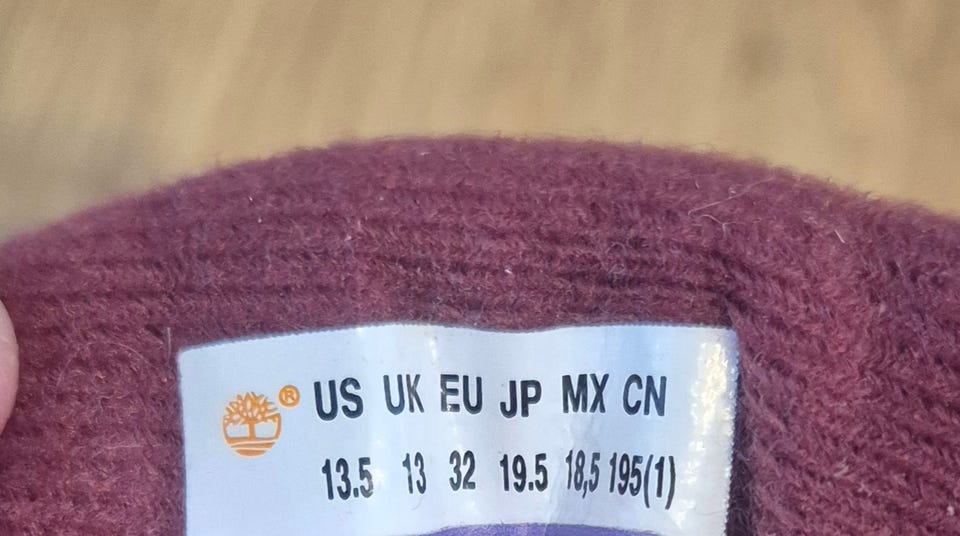 ® US UK EU JP MX CN
13.5 13 32 19.5 18,5 195(1)